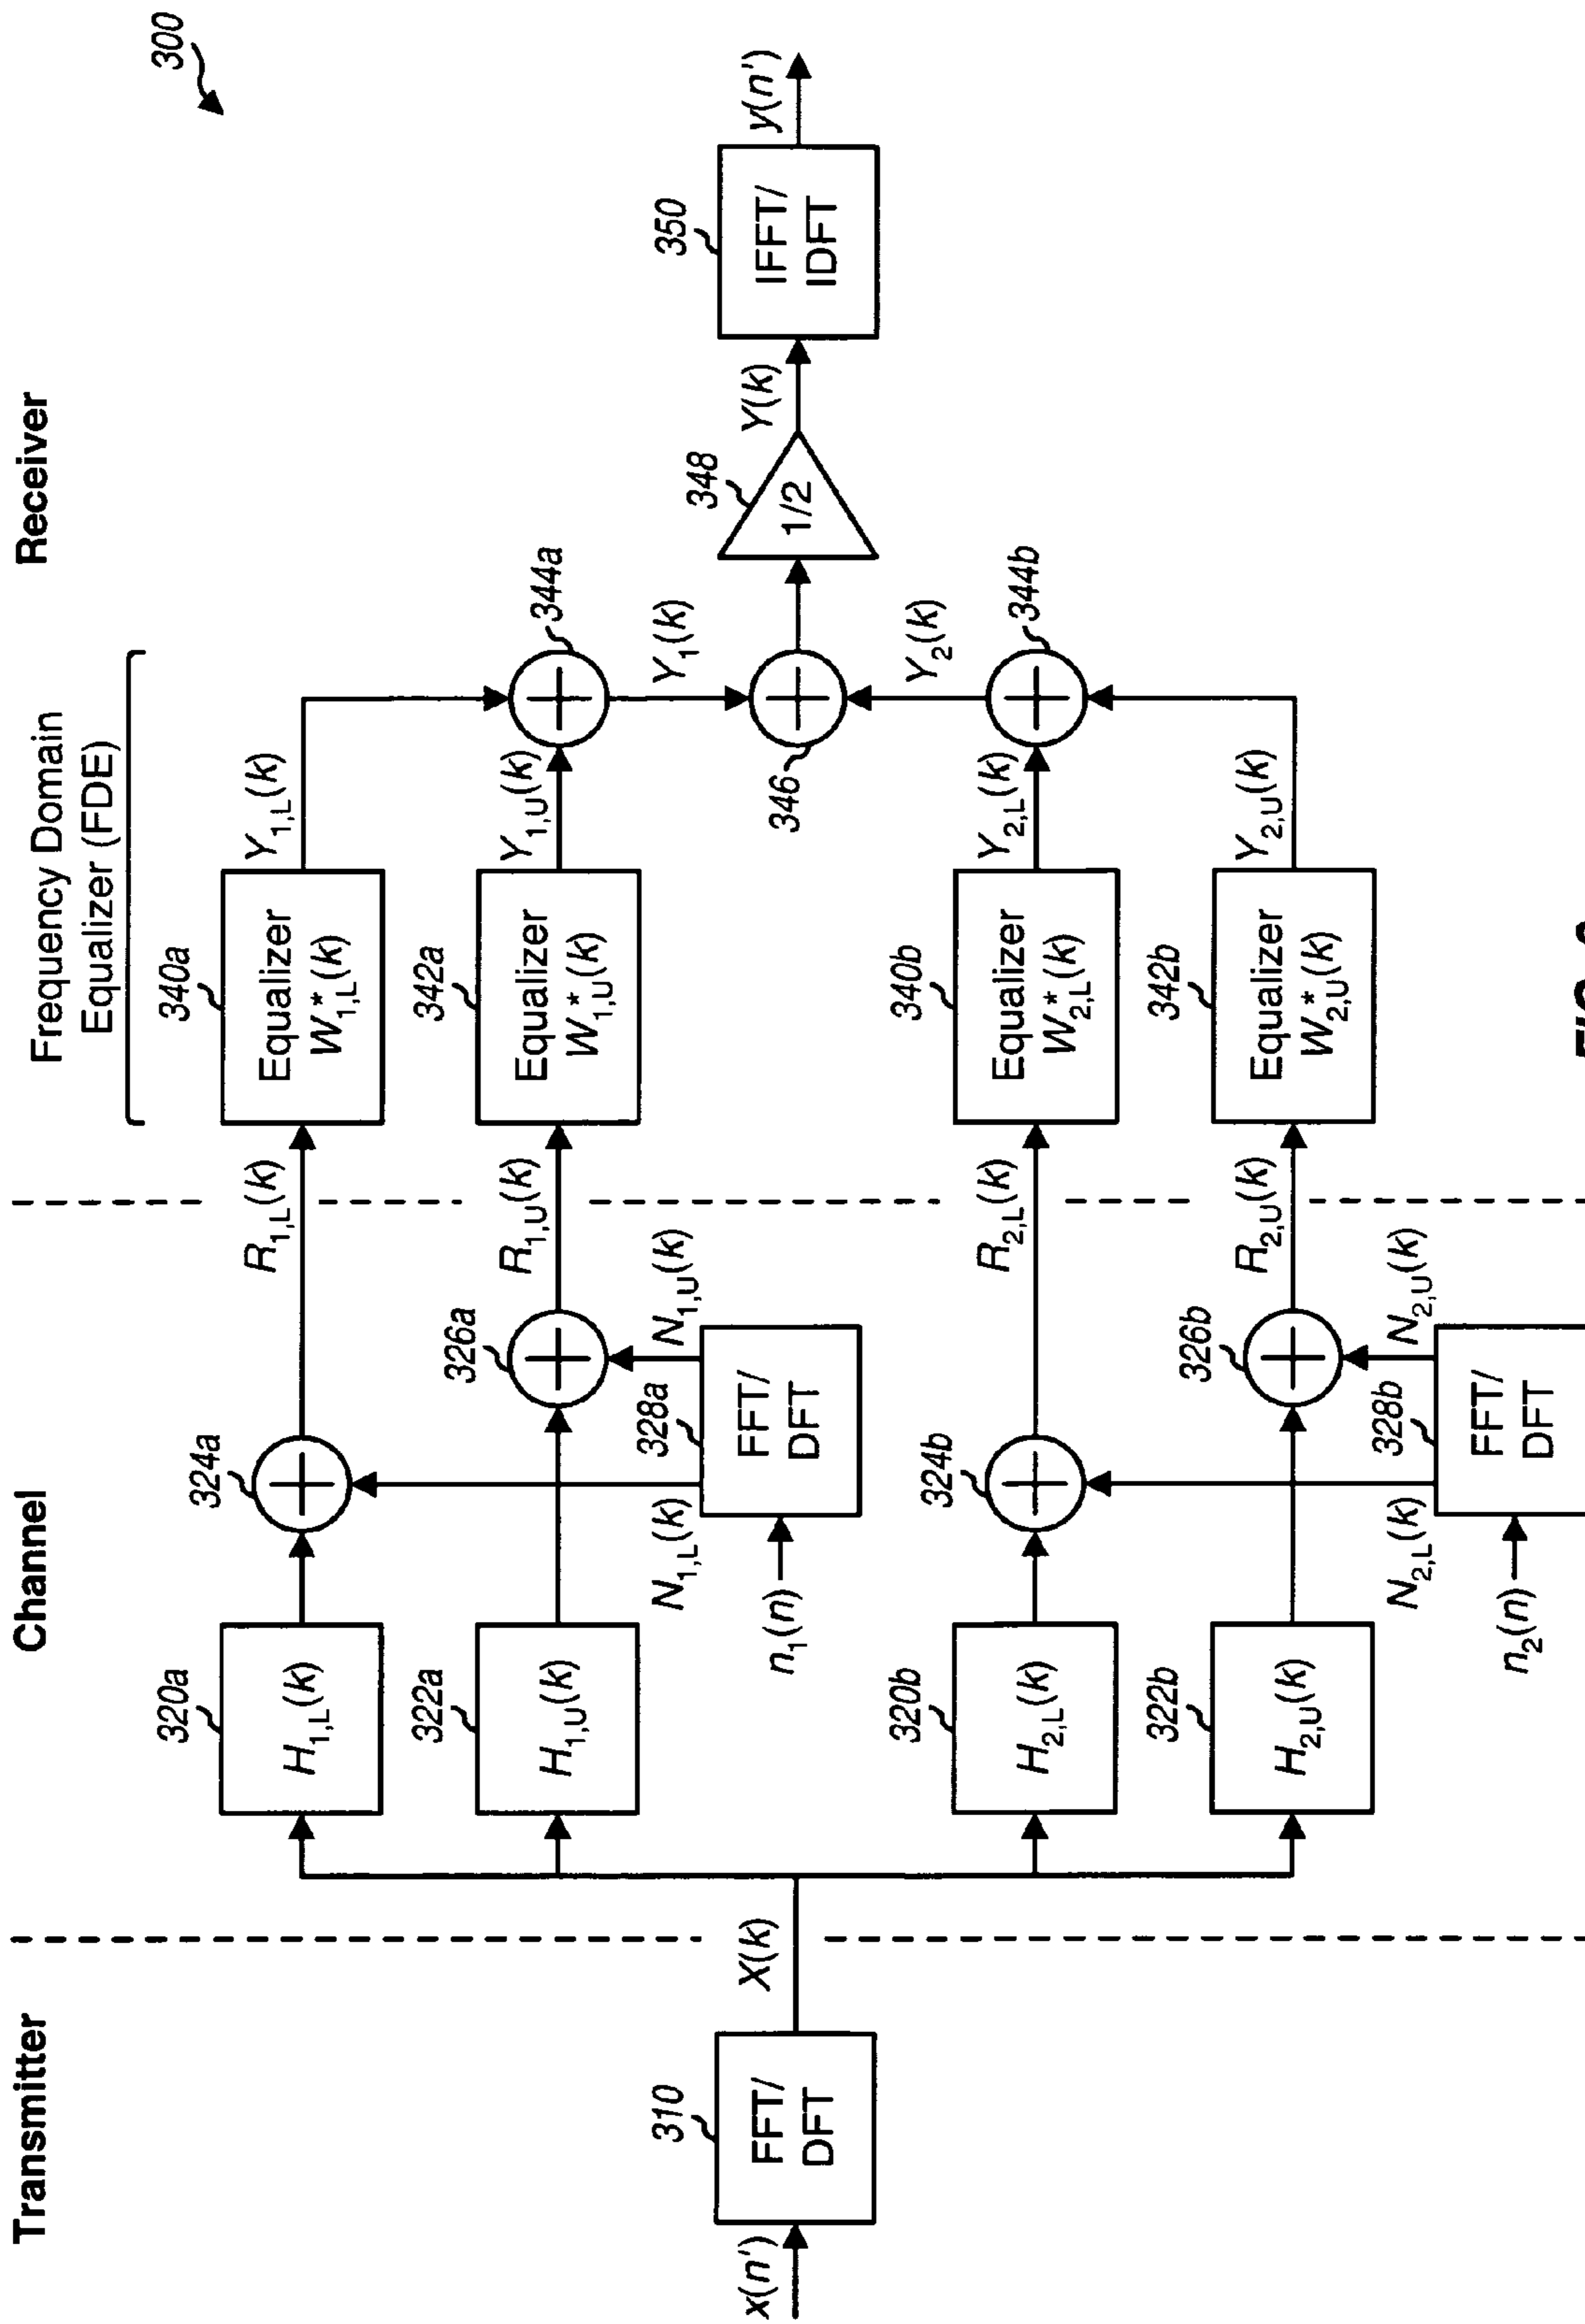 300
Transmitter
Channel
Receiver
Frequency Domain
Equalizer (FDE)
x(n')
310
FFT/
DFT
X(k)
320a
H1,L(k)
324a
R1,L(k)
340a
Equalizer
W*1,L(k)
Y1,L(k)
322a
H1,U(k)
326a
R1,U(k)
342a
Equalizer
W*1,U(k)
Y1,U(k)
344a
n1(n)
N1,L(k)
328a
FFT/
DFT
N1,U(k)
Y1(k)
346
348
1/2
Y(k)
350
IFFT/
IDFT
y(n')
320b
H2,L(k)
324b
R2,L(k)
340b
Equalizer
W*2,L(k)
Y2,L(k)
Y2(k)
344b
322b
H2,U(k)
326b
R2,U(k)
342b
Equalizer
W*2,U(k)
Y2,U(k)
n2(n)
N2,L(k)
328b
FFT/
DFT
N2,U(k)